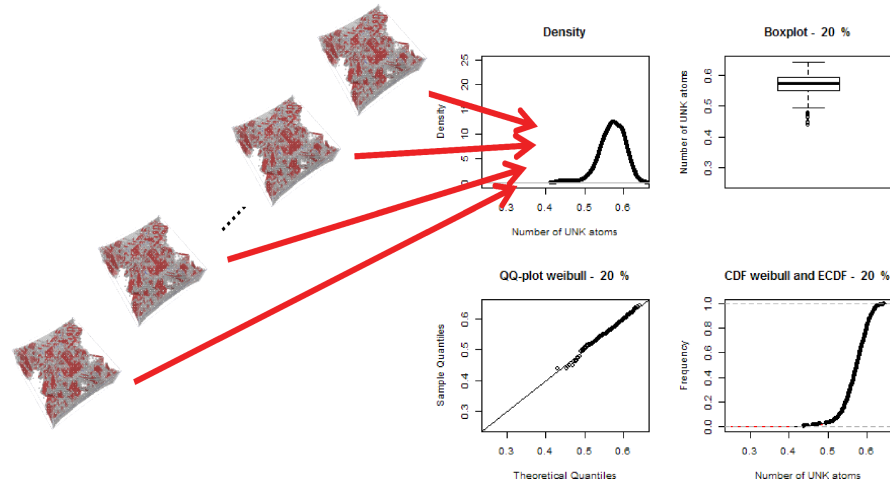 Density
Density
0 5 10 15 20 25
0.3 0.4 0.5 0.6
Number of UNK atoms
Boxplot - 20 %
Number of UNK atoms
0.3 0.4 0.5 0.6
QQ-plot weibull - 20 %
Sample Quantiles
0.3 0.4 0.5 0.6
0.3 0.4 0.5 0.6
Theoretical Quantiles
CDF weibull and ECDF - 20 %
Frequency
0.0 0.2 0.4 0.6 0.8 1.0
0.3 0.4 0.5 0.6
Number of UNK atoms